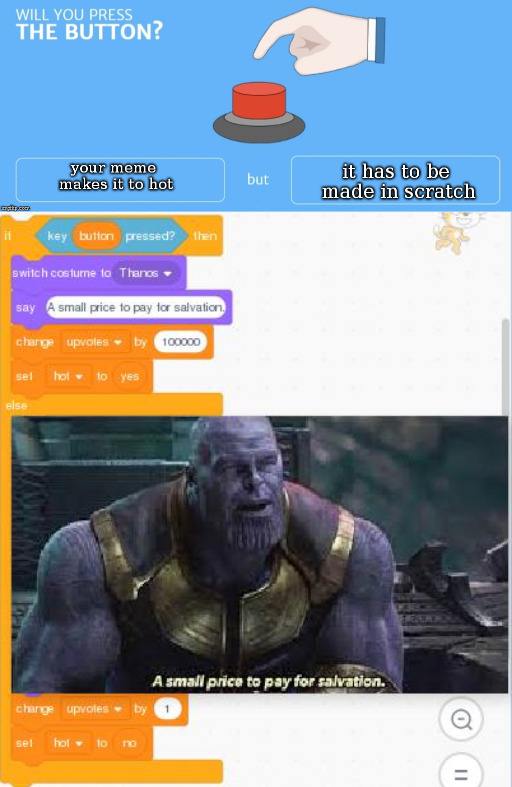 WILL YOU PRESS
THE BUTTON?
your meme
makes it to hot
but
it has to be
made in scratch
imgflip.com
if key button pressed? then
switch costume to Thanos
say A small price to pay for salvation.
change upvotes by 100000
set hot to yes
else
A small price to pay for salvation.
change upvotes by 1
set hot to no